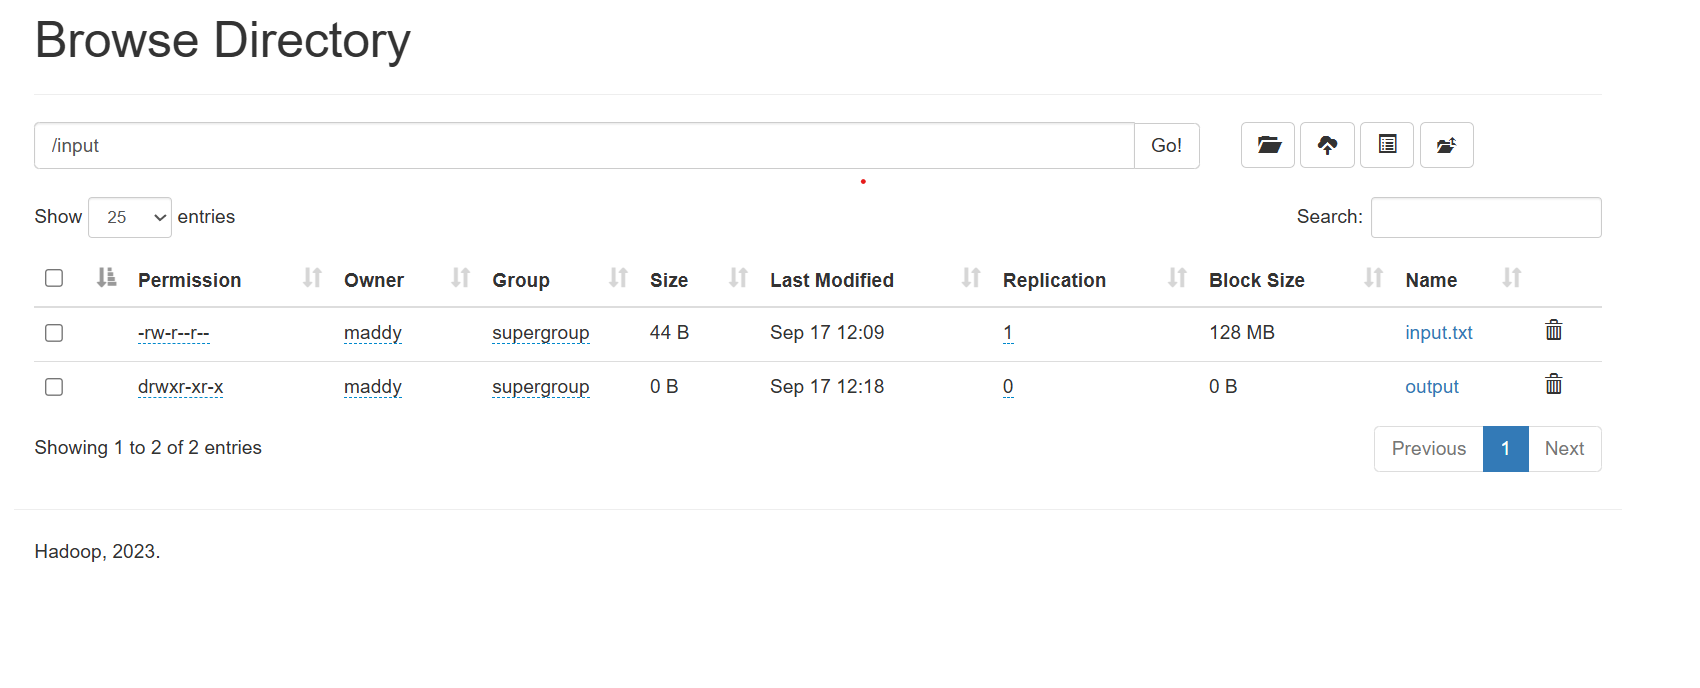 Browse Directory
/input Go!
Show 25 entries Search:
Permission Owner Group Size Last Modified Replication Block Size Name
-rw-r--r-- maddy supergroup 44 B Sep 17 12:09 1 128 MB input.txt
drwxr-xr-x maddy supergroup 0 B Sep 17 12:18 0 0 B output
Showing 1 to 2 of 2 entries Previous 1 Next
Hadoop, 2023.